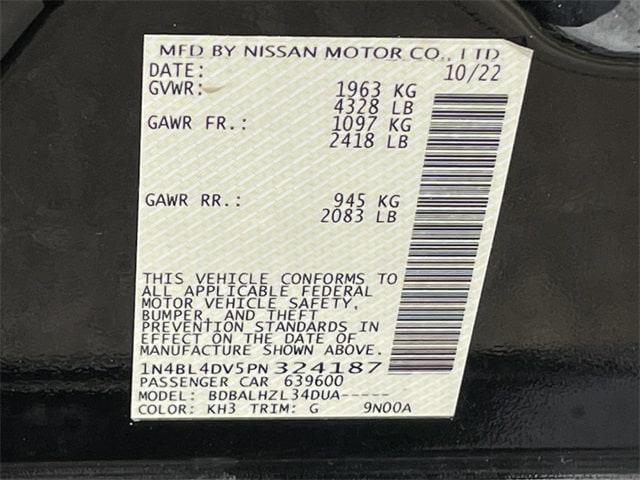 MFD BY NISSAN MOTOR CO., LTD
DATE: 10/22
GVWR: 1963 KG
4328 LB
GAWR FR.: 1097 KG
2418 LB
GAWR RR.: 945 KG
2083 LB
THIS VEHICLE CONFORMS TO
ALL APPLICABLE FEDERAL
MOTOR VEHICLE SAFETY,
BUMPER, AND THEFT
PREVENTION STANDARDS IN
EFFECT ON THE DATE OF
MANUFACTURE SHOWN ABOVE.
1N4BL4DV5PN324187
PASSENGER CAR 639600
MODEL: BDBALHZL34DUA-----
COLOR: KH3 TRIM: G 9N00A